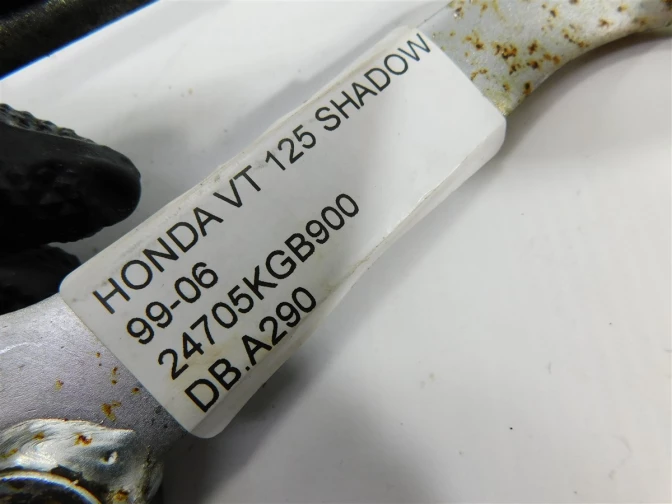 HONDA VT 125 SHADOW
99-06
24705KGB900
DB.A290